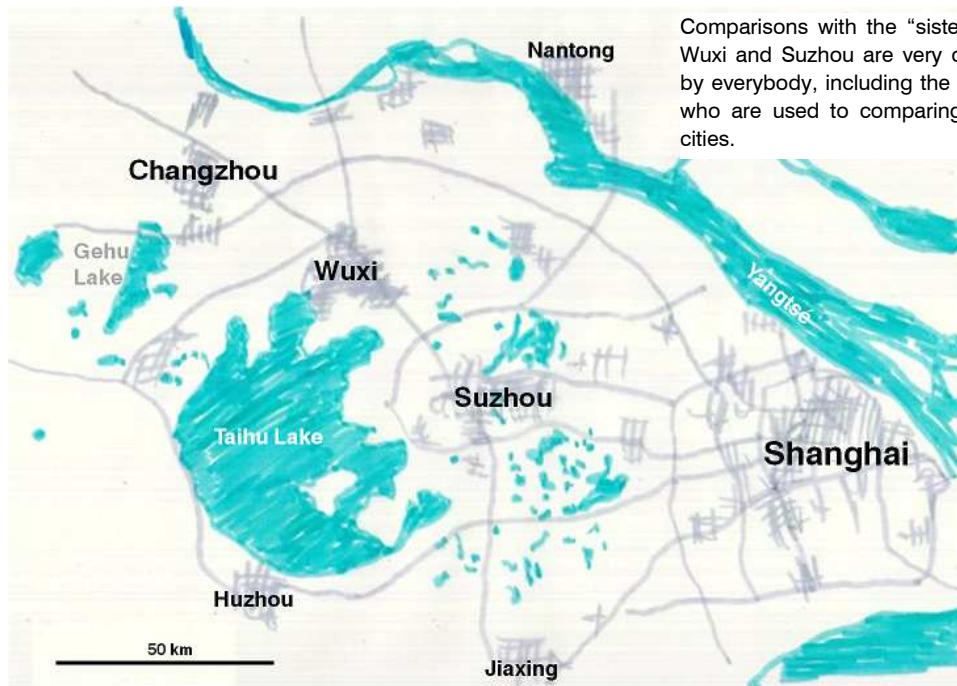 Comparisons with the “siste
Wuxi and Suzhou are very
by everybody, including the
who are used to comparing
cities.
Nantong
Changzhou
Gehu
Lake
Wuxi
Yangtse
Suzhou
Taihu Lake
Shanghai
Huzhou
50 km
Jiaxing